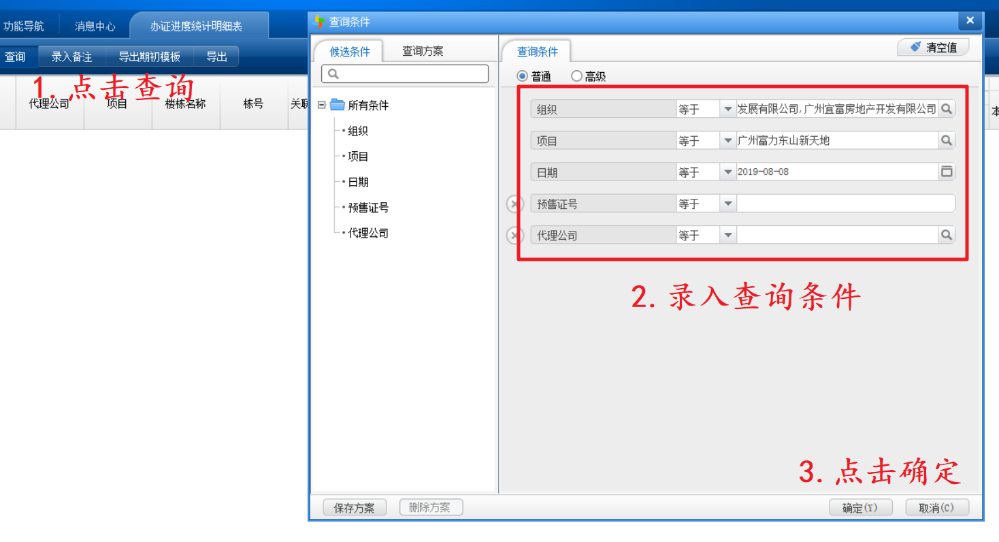 功能导航 消息中心 办证进度统计明细表
查询 录入备注 导出期初模板 导出
1. 点击查询
代理公司 项目 楼栋名称 栋号 关联
本
查询条件
候选条件 查询方案
所有条件
组织
项目
日期
预售证号
代理公司
查询条件 清空值
普通 高级
组织 等于 发展有限公司,广州宜富房地产开发有限公司
项目 等于 广州富力东山新天地
日期 等于 2019-08-08
预售证号 等于
代理公司 等于
2. 录入查询条件
3. 点击确定
保存方案 删除方案 确定(Y) 取消(C)